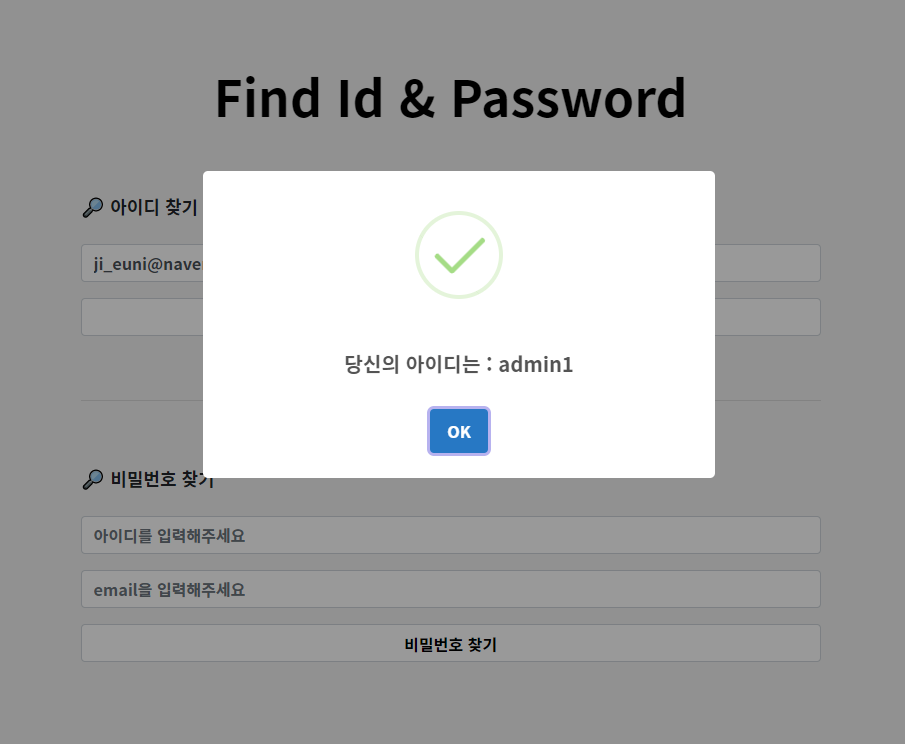 Find Id & Password
아이디 찾기
ji_euni@nave
당신의 아이디는 : admin1
OK
비밀번호 찾기
아이디를 입력해주세요
email을 입력해주세요
비밀번호 찾기